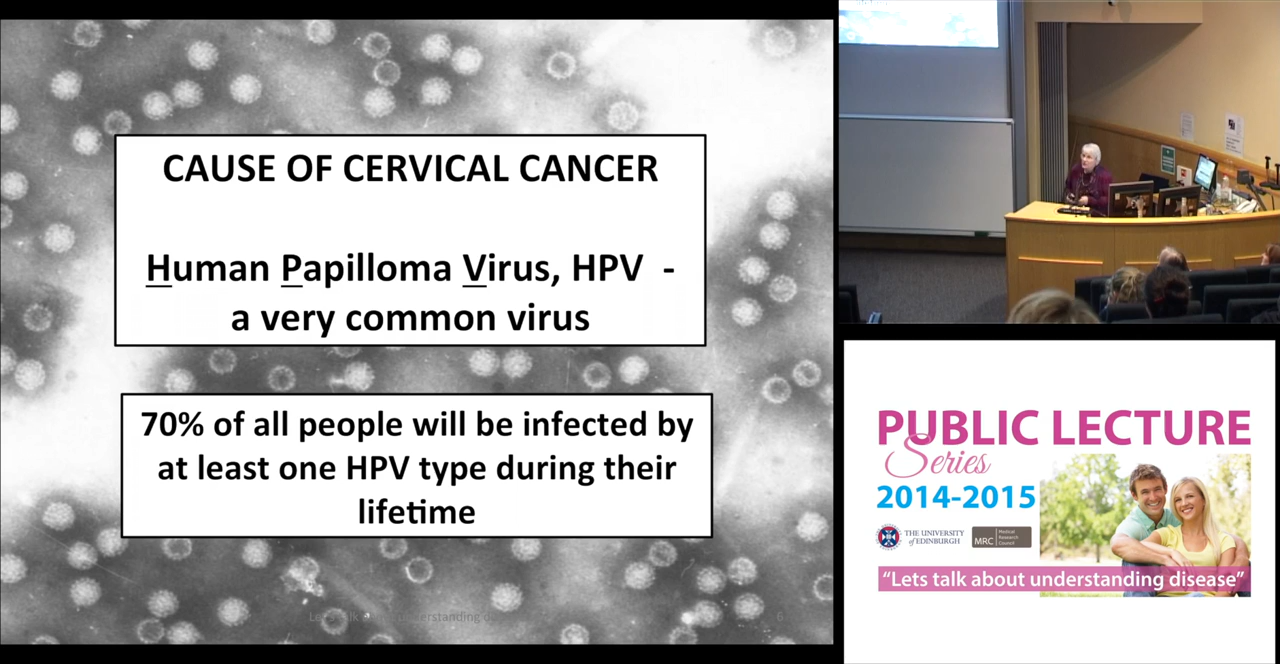 CAUSE OF CERVICAL CANCER
Human Papilloma Virus, HPV -
a very common virus
70% of all people will be infected by
at least one HPV type during their
lifetime
6
PUBLIC LECTURE
Series
2014-2015
THE UNIVERSITY
of EDINBURGH
MRC
Medical
Research
Council
“Lets talk about understanding disease”